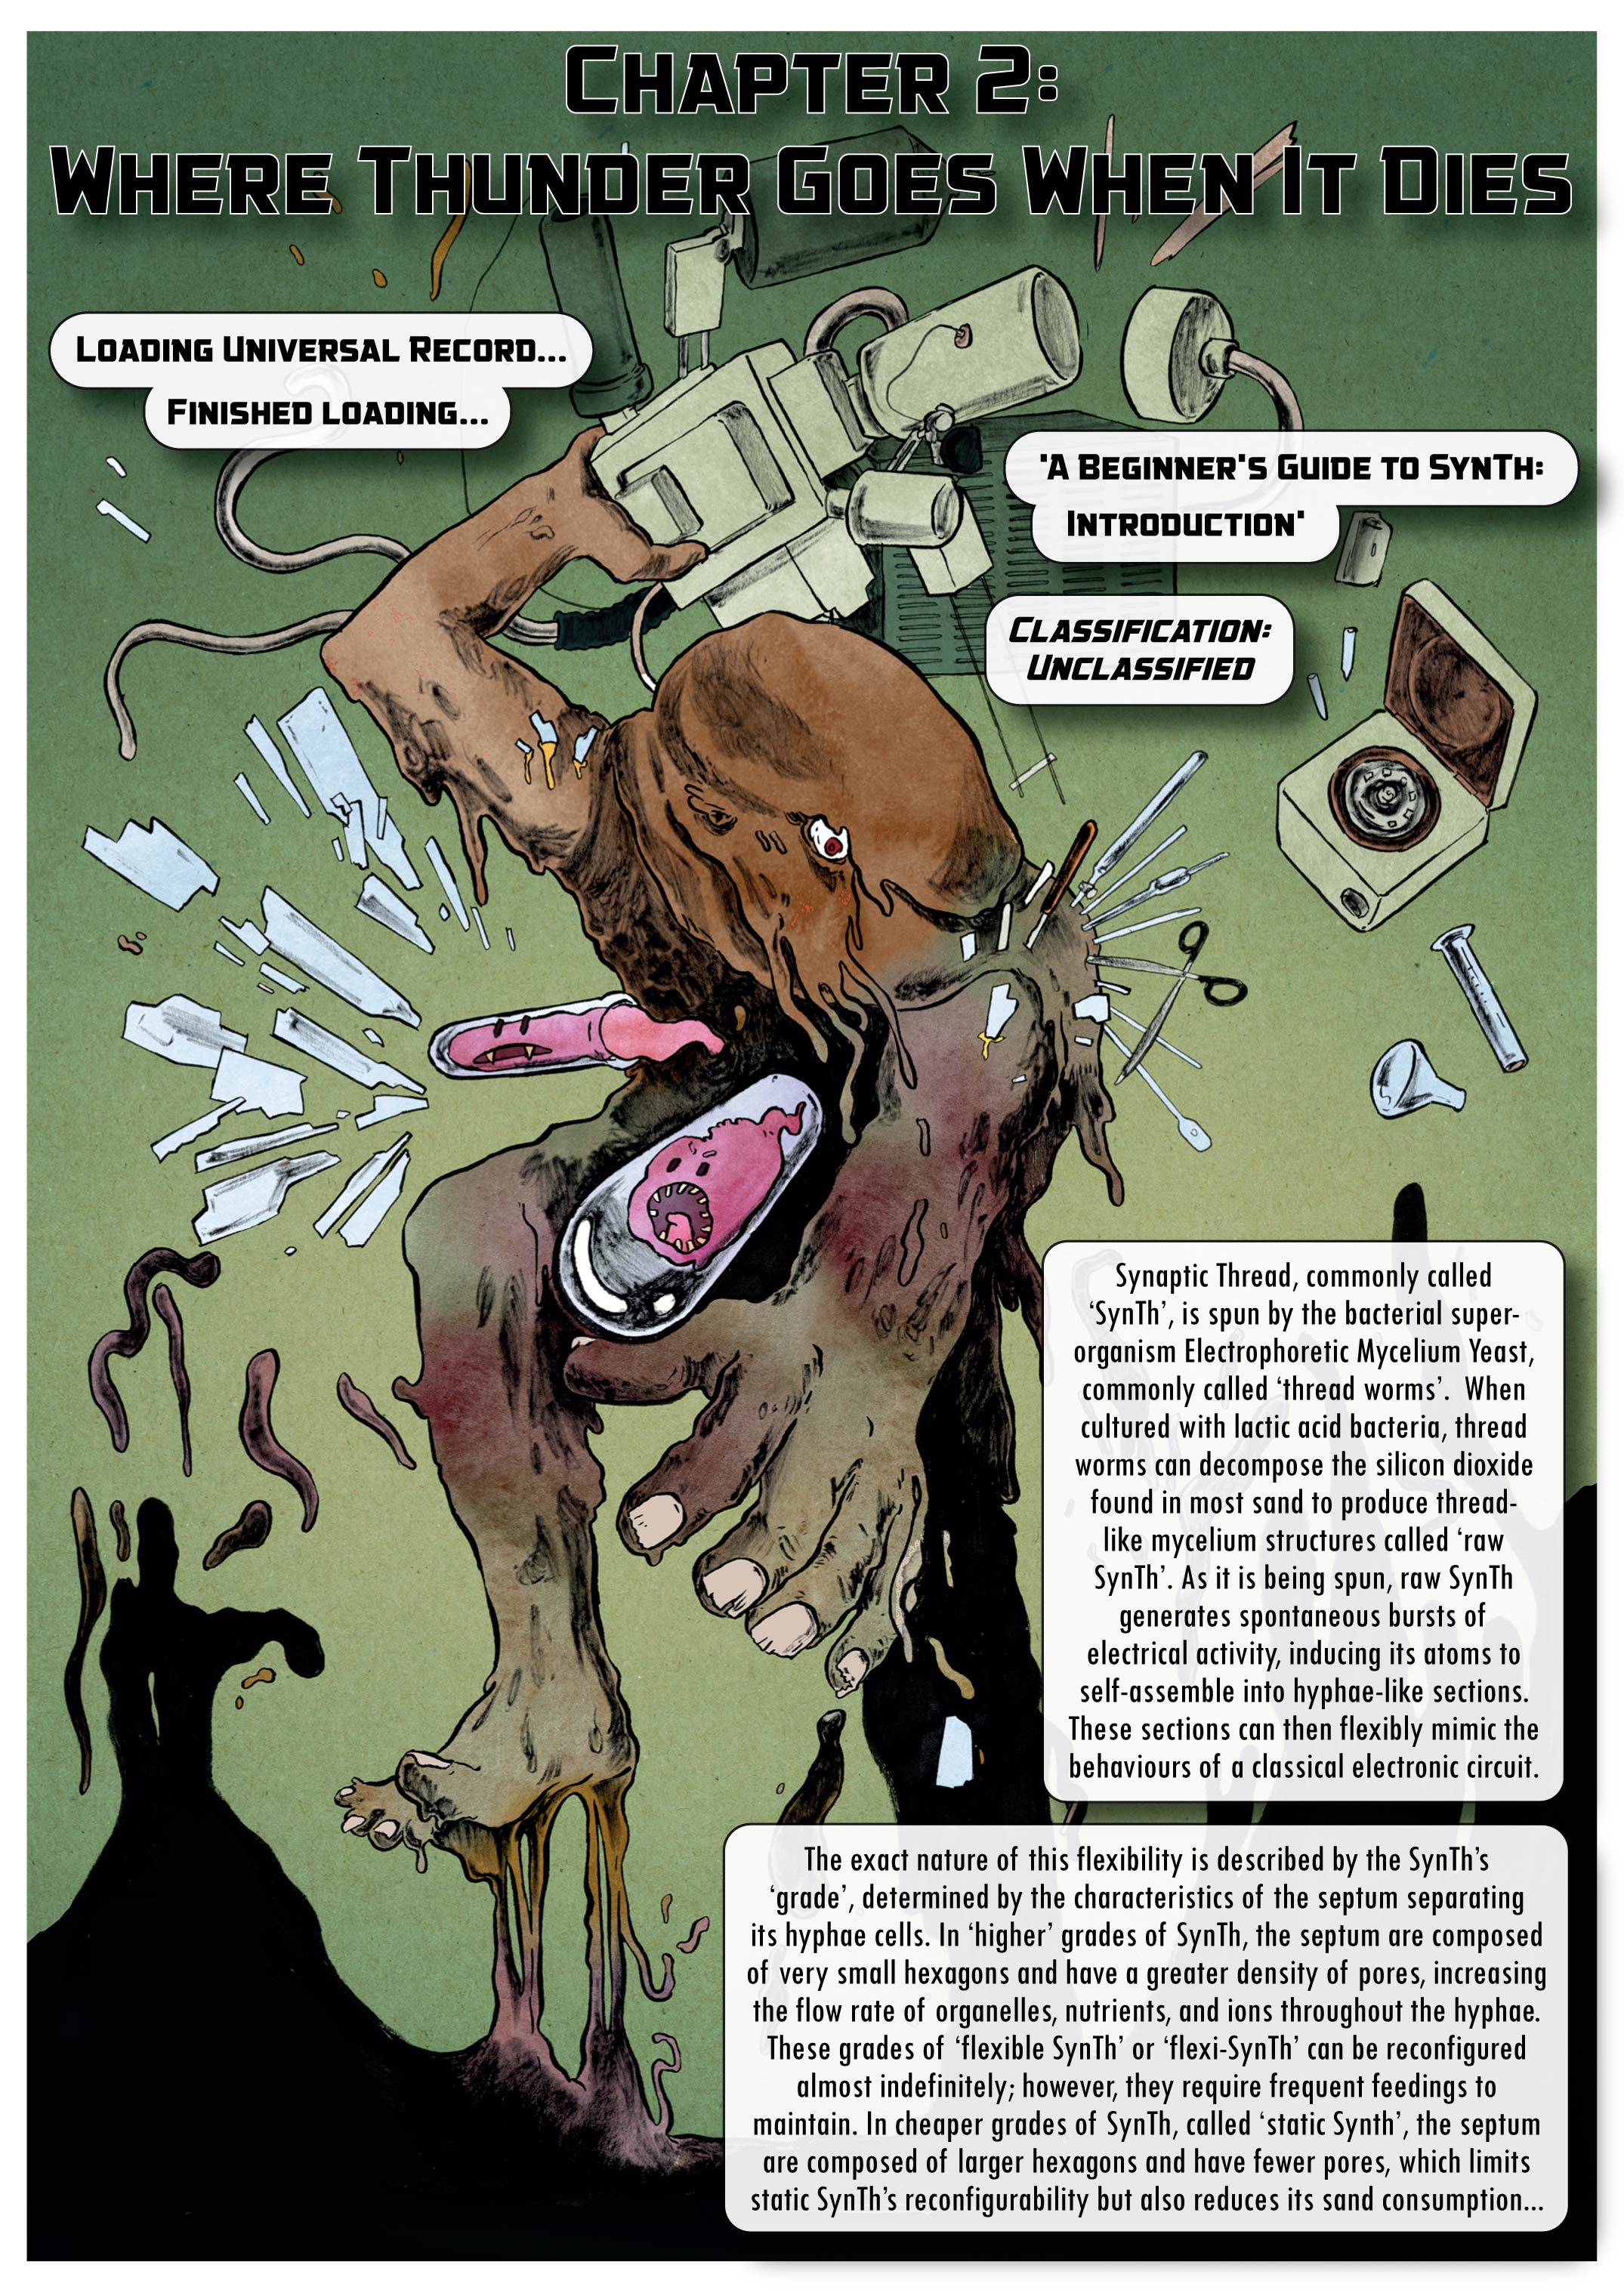 Chapter 2:
Where Thunder Goes When It Dies
Loading Universal Record...
Finished loading...
'A Beginner's Guide to SynTh:
Introduction'
Classification:
Unclassified
Synaptic Thread, commonly called
‘SynTh’, is spun by the bacterial super-
organism Electrophoretic Mycelium Yeast,
commonly called ‘thread worms’. When
cultured with lactic acid bacteria, thread
worms can decompose the silicon dioxide
found in most sand to produce thread-
like mycelium structures called ‘raw
SynTh’. As it is being spun, raw SynTh
generates spontaneous bursts of
electrical activity, inducing its atoms to
self-assemble into hyphae-like sections.
These sections can then flexibly mimic the
behaviours of a classical electronic circuit.
The exact nature of this flexibility is described by the SynTh’s
‘grade’, determined by the characteristics of the septum separating
its hyphae cells. In ‘higher’ grades of SynTh, the septum are composed
of very small hexagons and have a greater density of pores, increasing
the flow rate of organelles, nutrients, and ions throughout the hyphae.
These grades of ‘flexible SynTh’ or ‘flexi-SynTh’ can be reconfigured
almost indefinitely; however, they require frequent feedings to
maintain. In cheaper grades of SynTh, called ‘static Synth’, the septum
are composed of larger hexagons and have fewer pores, which limits
static SynTh’s reconfigurability but also reduces its sand consumption...